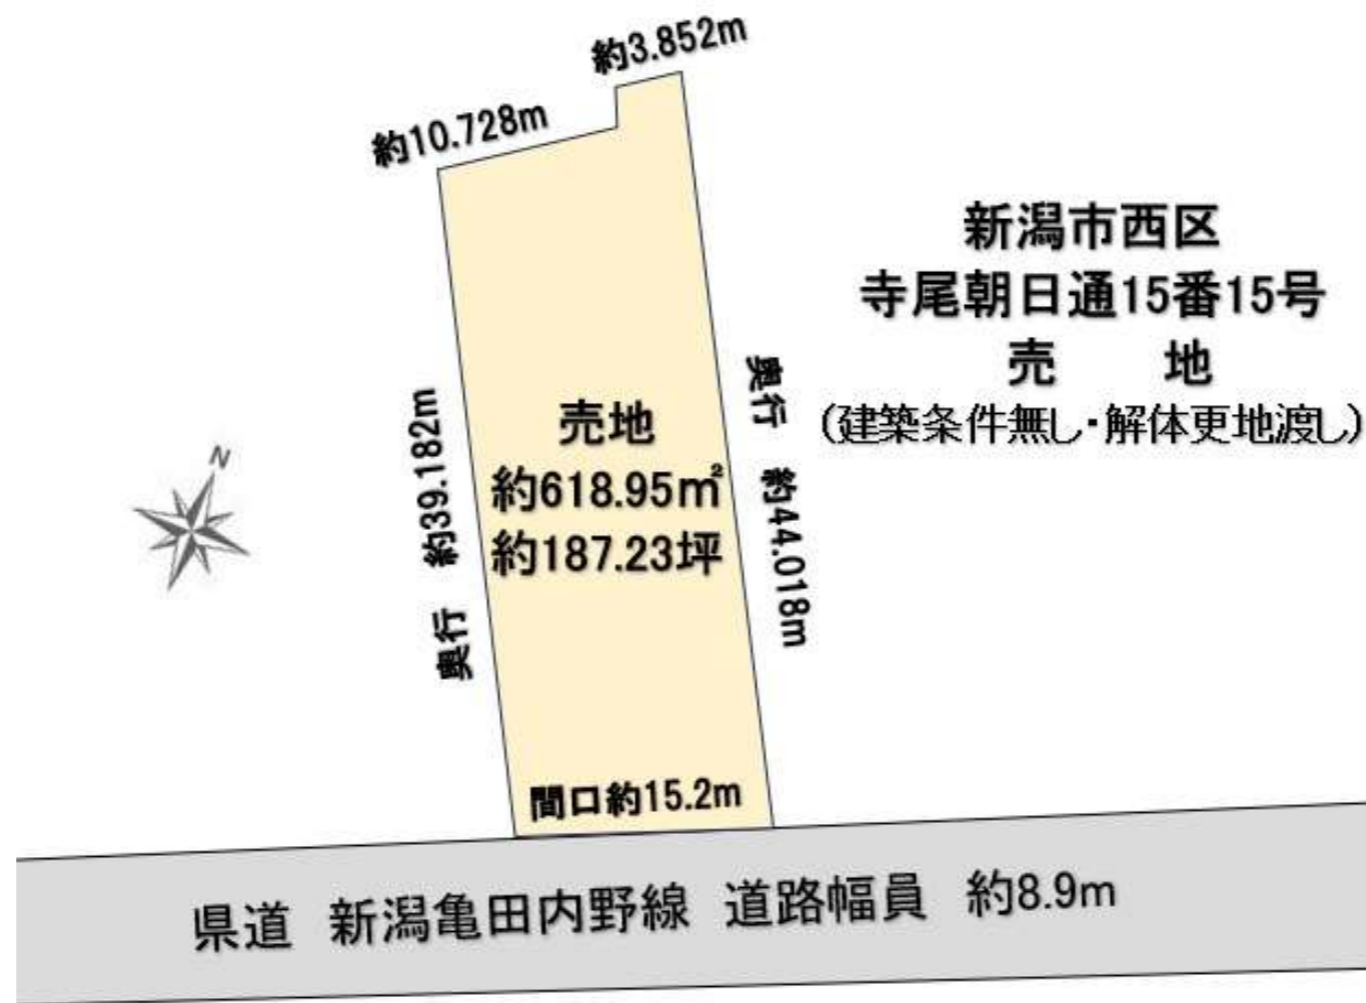 約3.852m
約10.728m
新潟市西区
寺尾朝日通15番15号
売　地
(建築条件無し・解体更地渡し)
奥行　約39.182m
奥行　約44.018m
売地
約618.95㎡
約187.23坪
N
間口約15.2m
県道　新潟亀田内野線　道路幅員　約8.9m